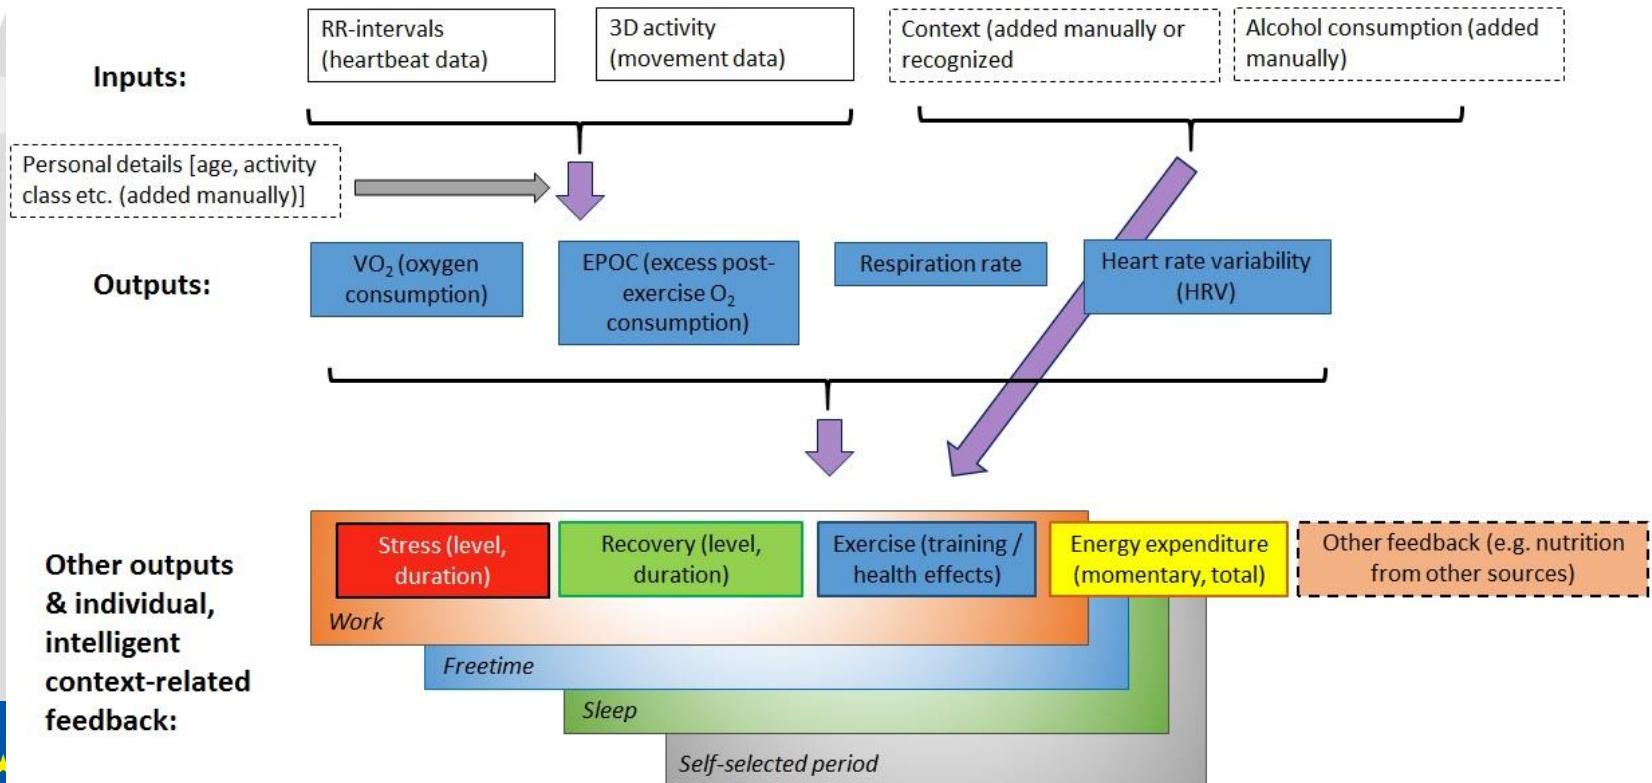 Inputs:
RR-intervals
(heartbeat data)
3D activity
(movement data)
Context (added manually or
recognized
Alcohol consumption (added
manually)
Personal details [age, activity
class etc. (added manually)]
Outputs:
VO₂ (oxygen
consumption)
EPOC (excess post-
exercise O₂
consumption)
Respiration rate
Heart rate variability
(HRV)
Other outputs
& individual,
intelligent
context-related
feedback:
Stress (level,
duration)
Recovery (level,
duration)
Exercise (training /
health effects)
Energy expenditure
(momentary, total)
Other feedback (e.g. nutrition
from other sources)
Work
Freetime
Sleep
Self-selected period